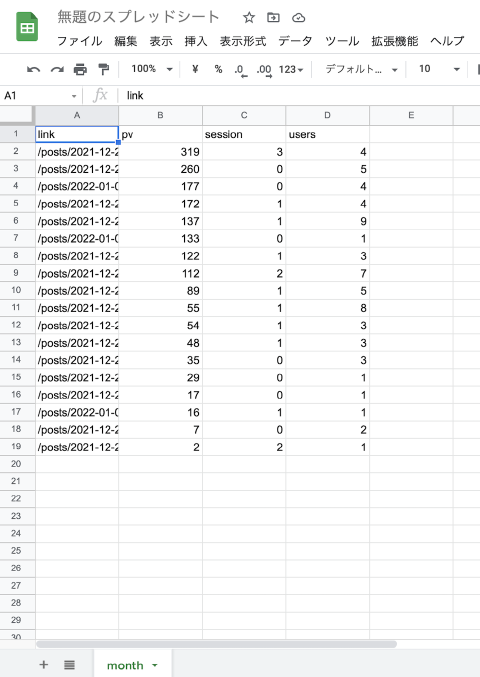 無題のスプレッドシート
ファイル 編集 表示 挿入 表示形式 データ ツール 拡張機能 ヘルプ
100% ¥ % .0 .00 123 デフォルト... 10
A1 fx link
A B C D E
1 link pv session users
2 /posts/2021-12-2 319 3 4
3 /posts/2021-12-2 260 0 5
4 /posts/2022-01-0 177 0 4
5 /posts/2021-12-2 172 1 4
6 /posts/2021-12-2 137 1 9
7 /posts/2022-01-0 133 0 1
8 /posts/2021-12-2 122 1 3
9 /posts/2021-12-2 112 2 7
10 /posts/2021-12-2 89 1 5
11 /posts/2021-12-2 55 1 8
12 /posts/2021-12-2 54 1 3
13 /posts/2021-12-2 48 1 3
14 /posts/2021-12-2 35 0 3
15 /posts/2021-12-2 29 0 1
16 /posts/2021-12-2 17 0 1
17 /posts/2022-01-0 16 1 1
18 /posts/2021-12-2 7 0 2
19 /posts/2021-12-2 2 2 1
20
21
22
23
24
25
26
27
28
29
30
month